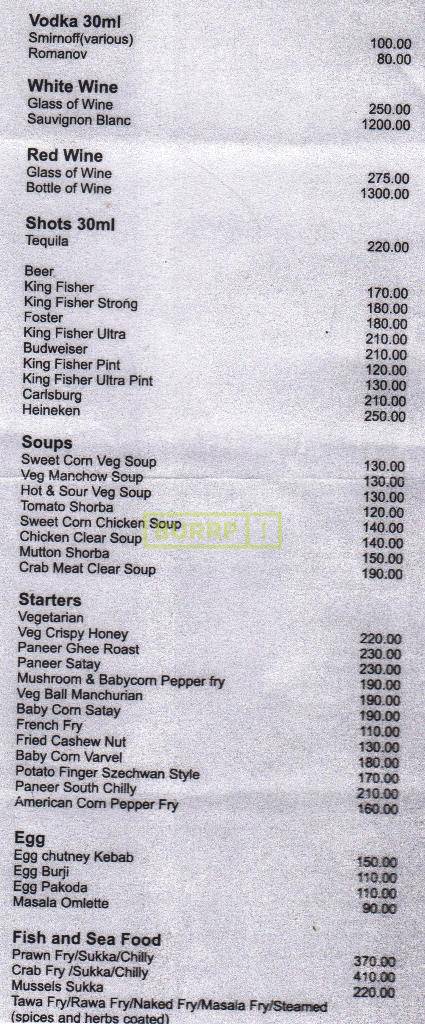 Vodka 30ml
Smirnoff(various) 100.00
Romanov 80.00
White Wine
Glass of Wine 250.00
Sauvignon Blanc 1200.00
Red Wine
Glass of Wine 275.00
Bottle of Wine 1300.00
Shots 30ml
Tequila 220.00
Beer
King Fisher 170.00
King Fisher Strong 180.00
Foster 180.00
King Fisher Ultra 210.00
Budweiser 210.00
King Fisher Pint 120.00
King Fisher Ultra Pint 130.00
Carlsburg 210.00
Heineken 250.00
Soups
Sweet Corn Veg Soup 130.00
Veg Manchow Soup 130.00
Hot & Sour Veg Soup 130.00
Tomato Shorba 120.00
Sweet Corn Chicken Soup 140.00
Chicken Clear Soup 140.00
Mutton Shorba 150.00
Crab Meat Clear Soup 190.00
BURRP!
Starters
Vegetarian
Veg Crispy Honey 220.00
Paneer Ghee Roast 230.00
Paneer Satay 230.00
Mushroom & Babycorn Pepper fry 190.00
Veg Ball Manchurian 190.00
Baby Corn Satay 190.00
French Fry 110.00
Fried Cashew Nut 130.00
Baby Corn Varvel 180.00
Potato Finger Szechwan Style 170.00
Paneer South Chilly 210.00
American Corn Pepper Fry 160.00
Egg
Egg chutney Kebab 150.00
Egg Burji 110.00
Egg Pakoda 110.00
Masala Omlette 90.00
Fish and Sea Food
Prawn Fry/Sukka/Chilly 370.00
Crab Fry /Sukka/Chilly 410.00
Mussels Sukka 220.00
Tawa Fry/Rawa Fry/Naked Fry/Masala Fry/Steamed
(spices and herbs coated)